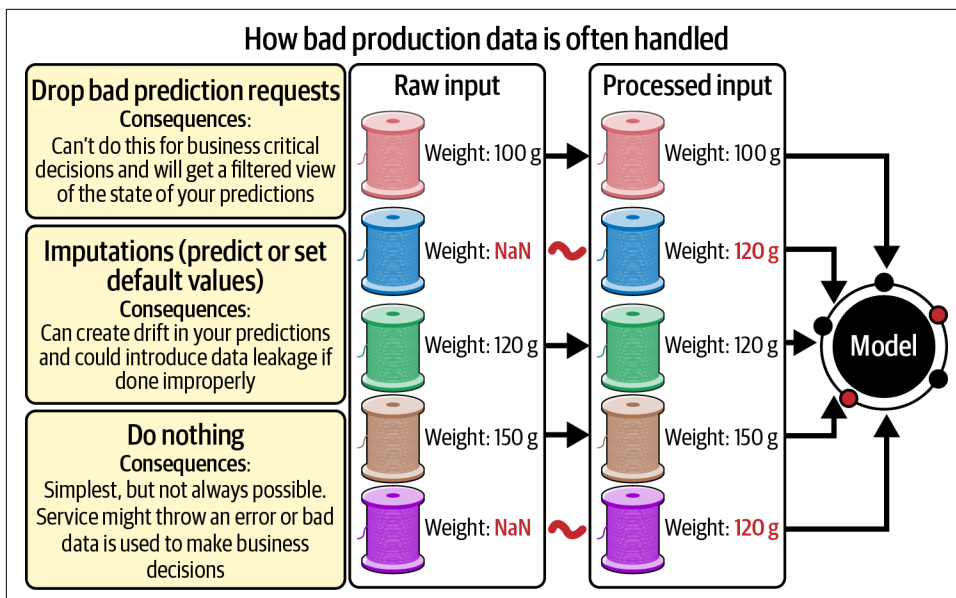 How bad production data is often handled
Drop bad prediction requests
Consequences:
Can't do this for business critical
decisions and will get a filtered view
of the state of your predictions
Imputations (predict or set
default values)
Consequences:
Can create drift in your predictions
and could introduce data leakage if
done improperly
Do nothing
Consequences:
Simplest, but not always possible.
Service might throw an error or bad
data is used to make business
decisions
Raw input
Weight: 100 g
Weight: NaN
Weight: 120 g
Weight: 150 g
Weight: NaN
Processed input
Weight: 100 g
Weight: 120 g
Weight: 120 g
Weight: 150 g
Weight: 120 g
Model